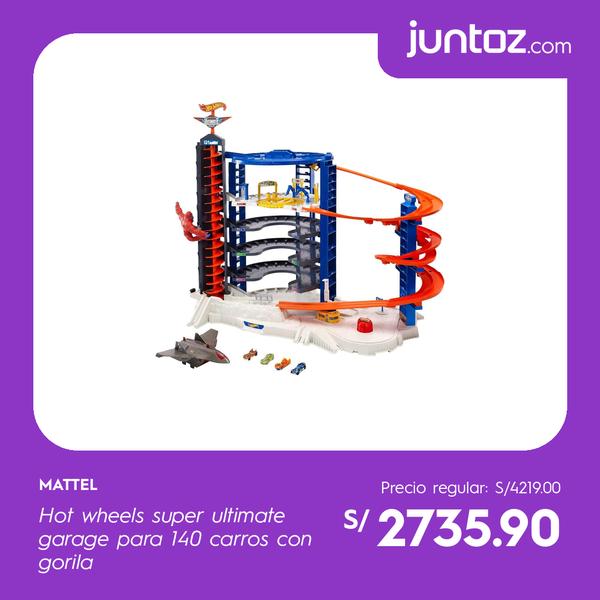 juntoz.com
MATTEL
Hot wheels super ultimate
garage para 140 carros con
gorila
Precio regular: S/4219.00
S/ 2735.90